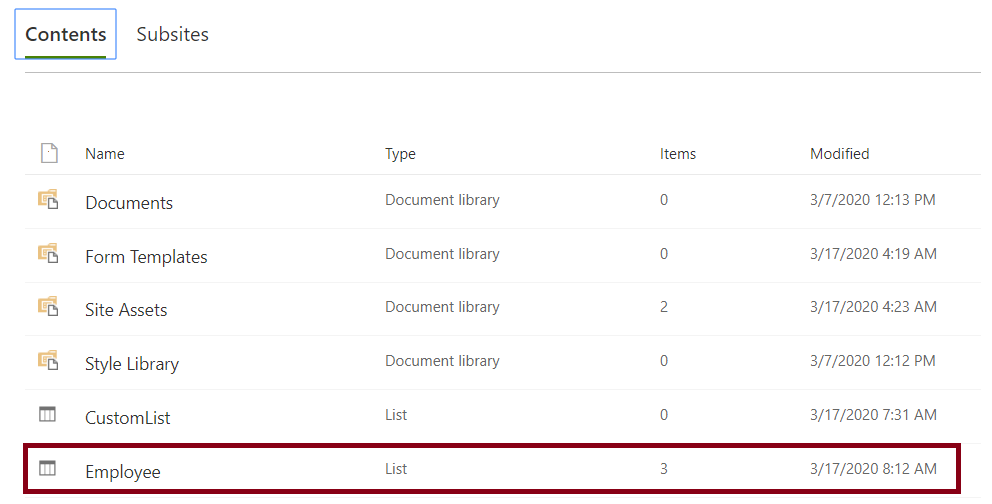 Contents Subsites
Name Type Items Modified
Documents Document library 0 3/7/2020 12:13 PM
Form Templates Document library 0 3/17/2020 4:19 AM
Site Assets Document library 2 3/17/2020 4:23 AM
Style Library Document library 0 3/7/2020 12:12 PM
CustomList List 0 3/17/2020 7:31 AM
Employee List 3 3/17/2020 8:12 AM